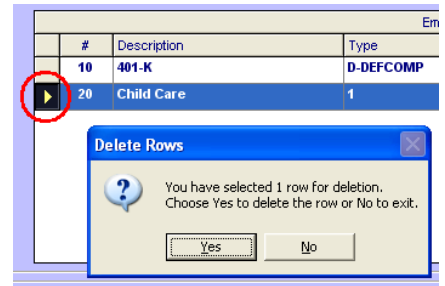 Em
# Description Type
10 401-K D-DEFCOMP
20 Child Care 1
Delete Rows
?
You have selected 1 row for deletion.
Choose Yes to delete the row or No to exit.
Yes No